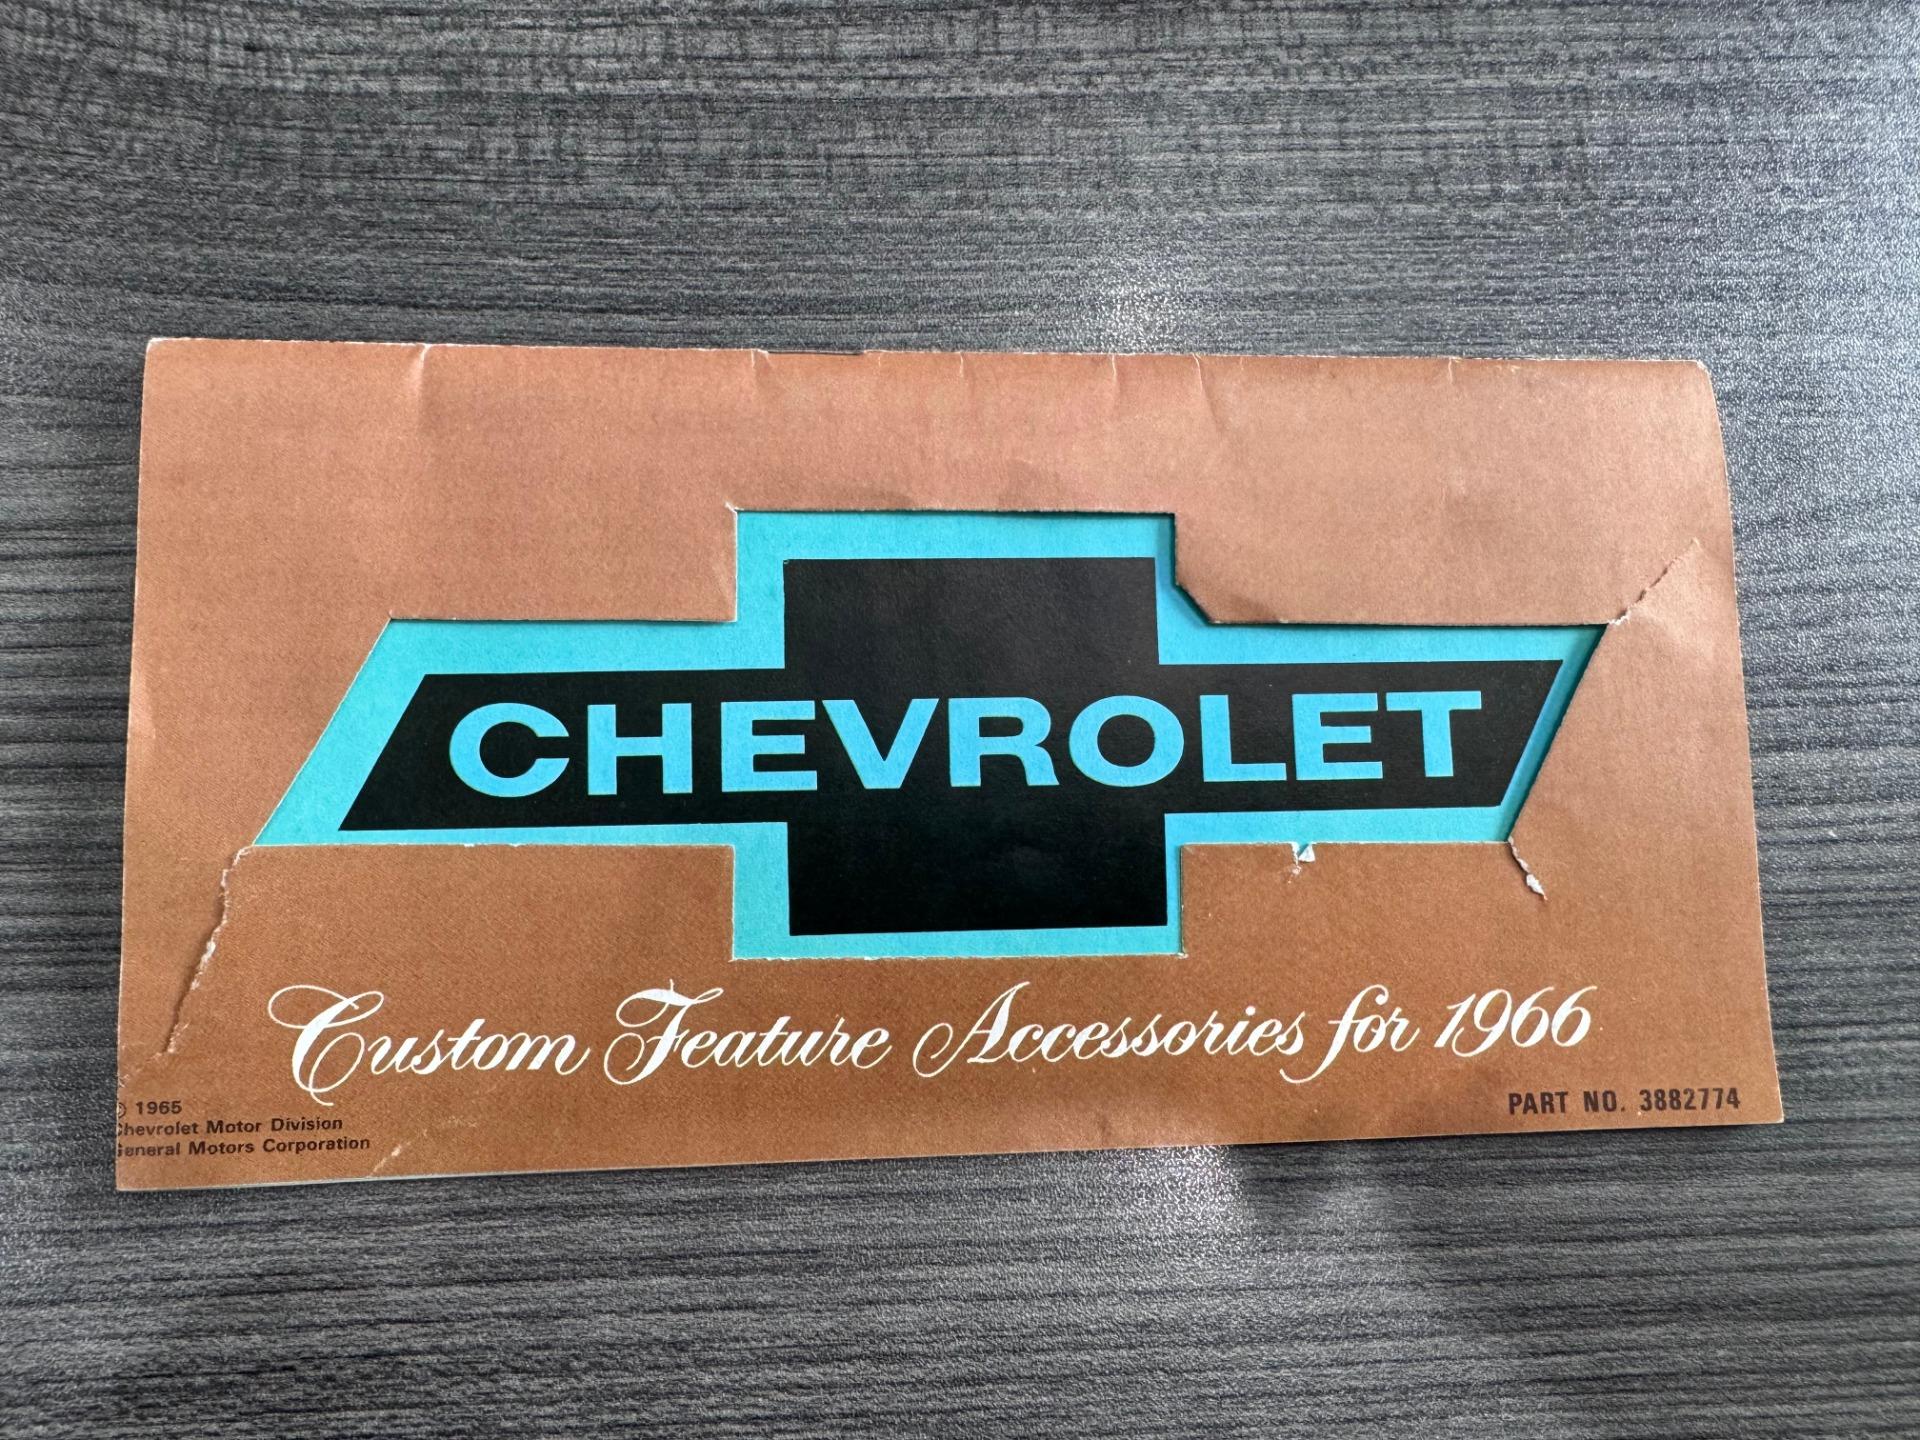 CHEVROLET
Custom Feature Accessories for 1966
© 1965
Chevrolet Motor Division
General Motors Corporation
PART NO. 3882774